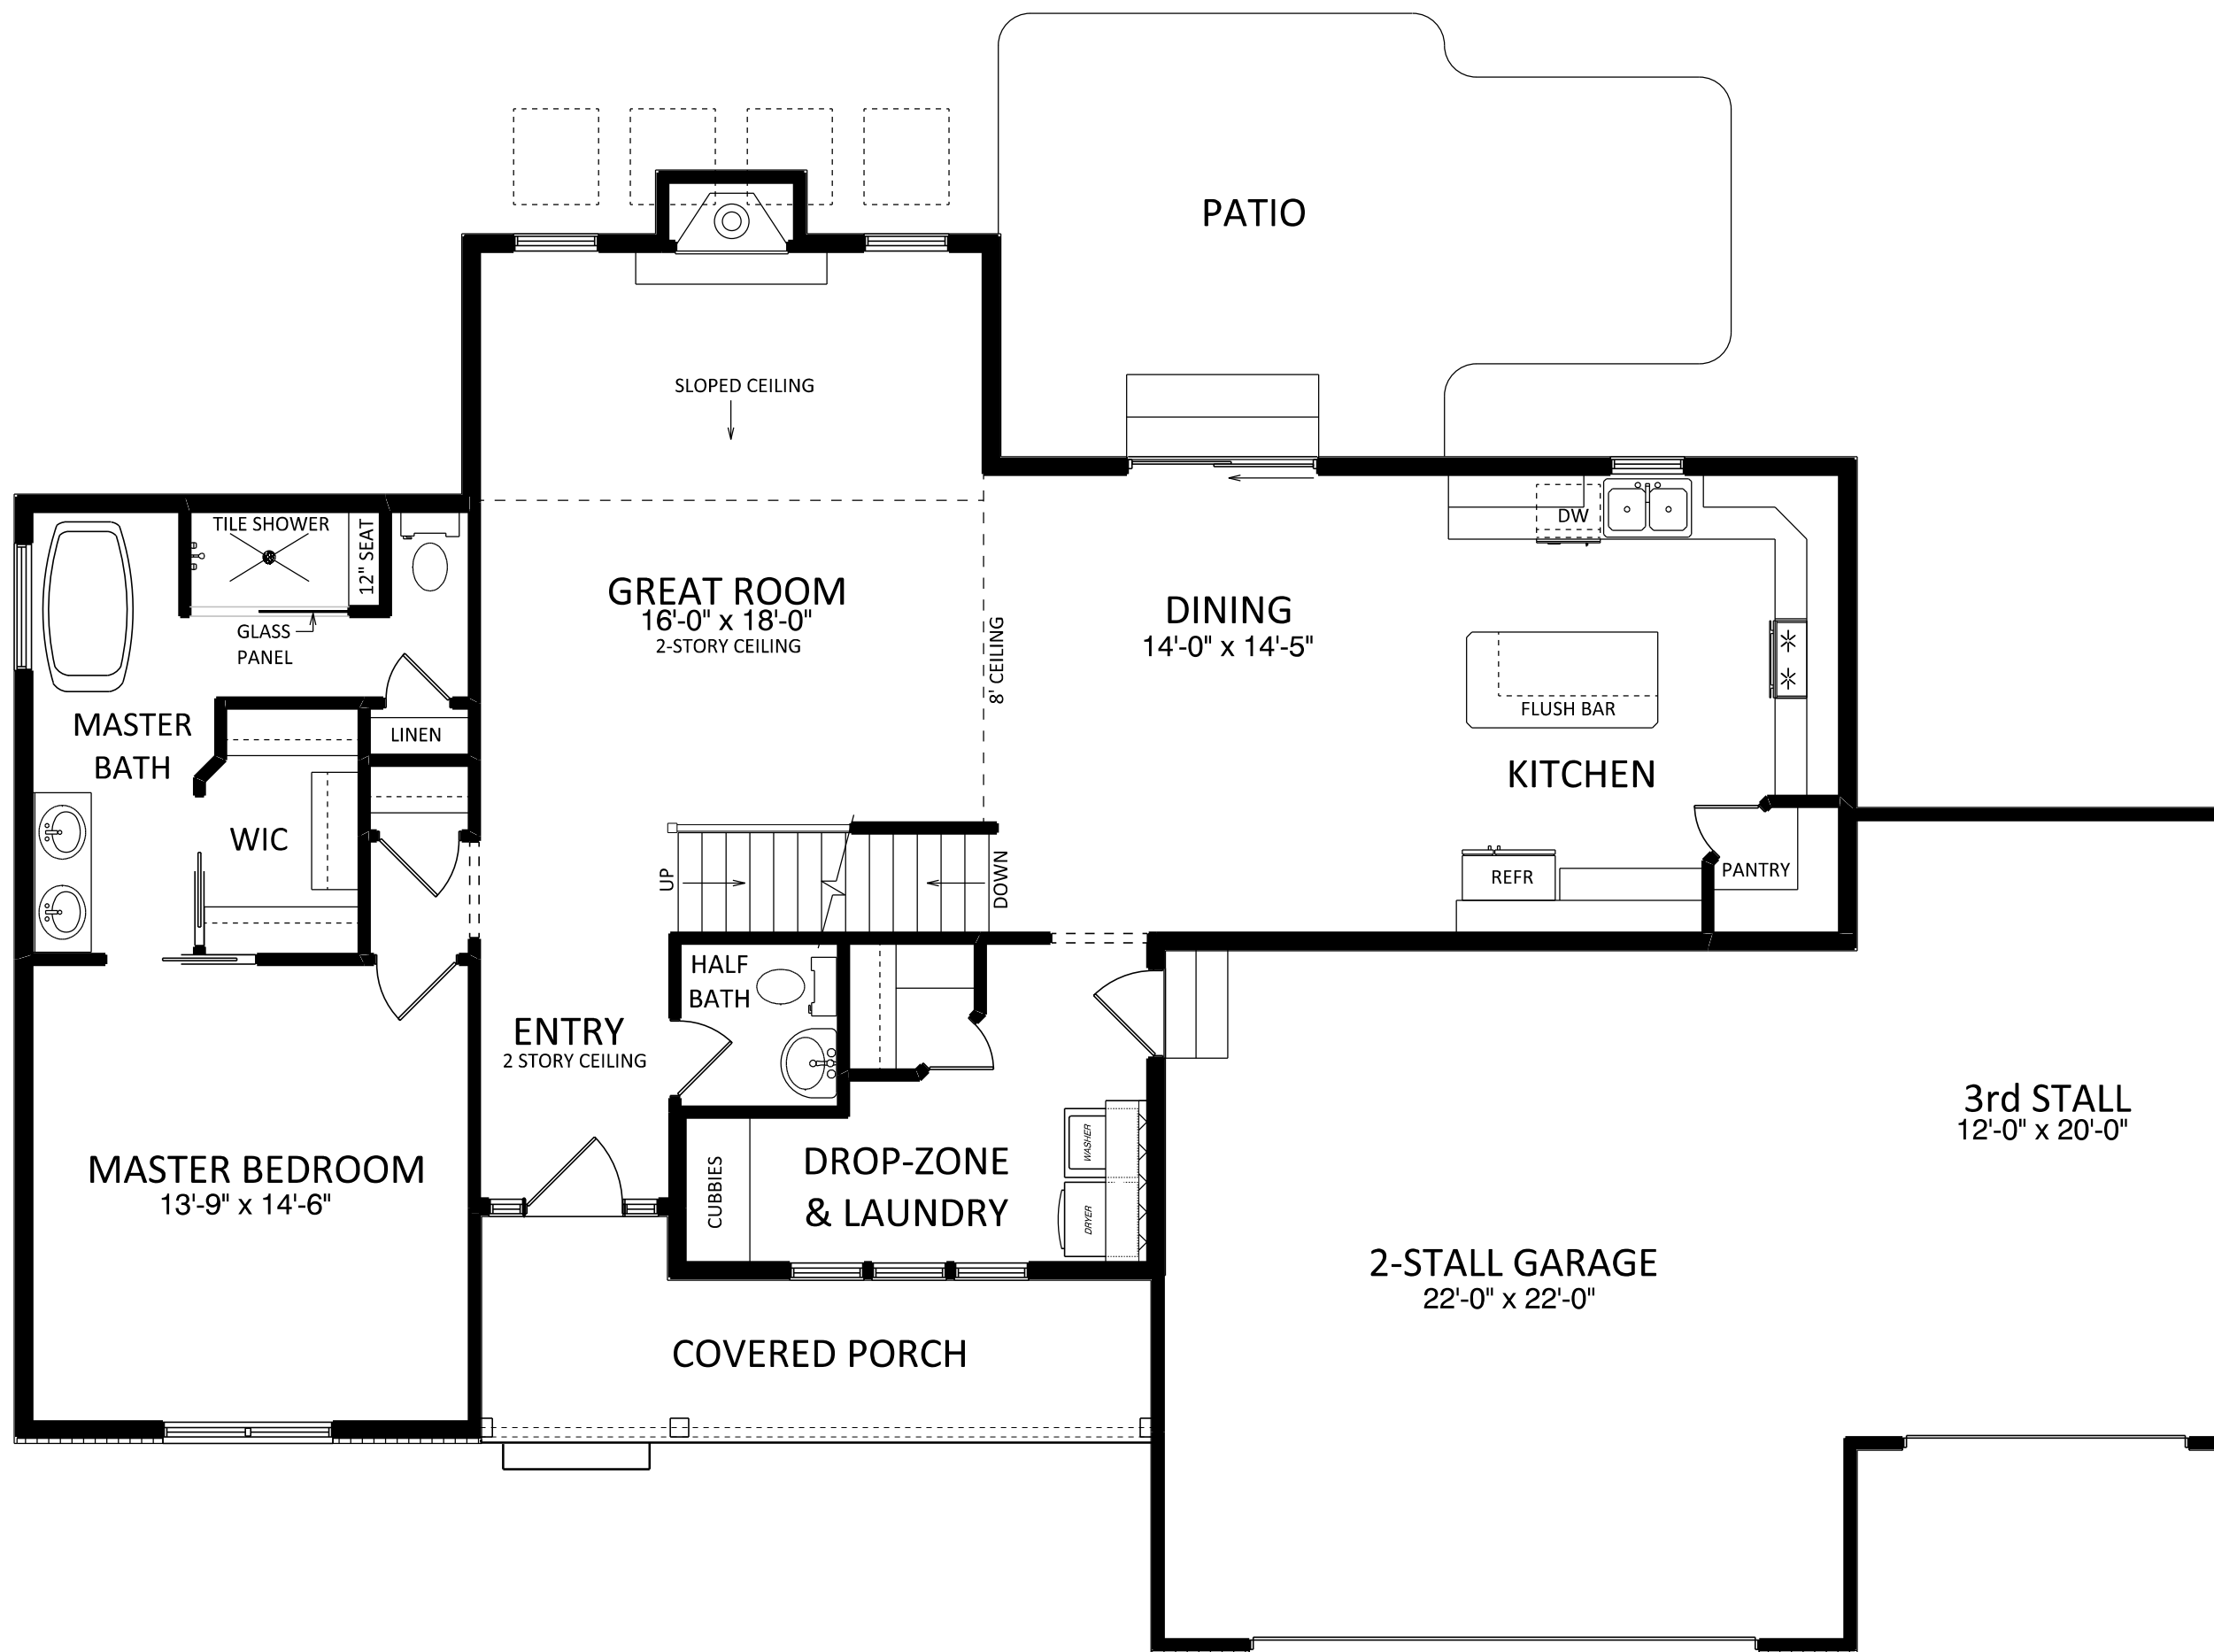 PATIO
SLOPED CEILING
TILE SHOWER
12" SEAT
GLASS
PANEL
DW
GREAT ROOM
16'-0" x 18'-0"
2-STORY CEILING
8' CEILING
DINING
14'-0" x 14'-5"
FLUSH BAR
KITCHEN
MASTER
BATH
LINEN
WIC
UP
DOWN
REFR
PANTRY
HALF
BATH
ENTRY
2 STORY CEILING
3rd STALL
12'-0" x 20'-0"
MASTER BEDROOM
13'-9" x 14'-6"
CUBBIES
DROP-ZONE
& LAUNDRY
WASHER
DRYER
2-STALL GARAGE
22'-0" x 22'-0"
COVERED PORCH